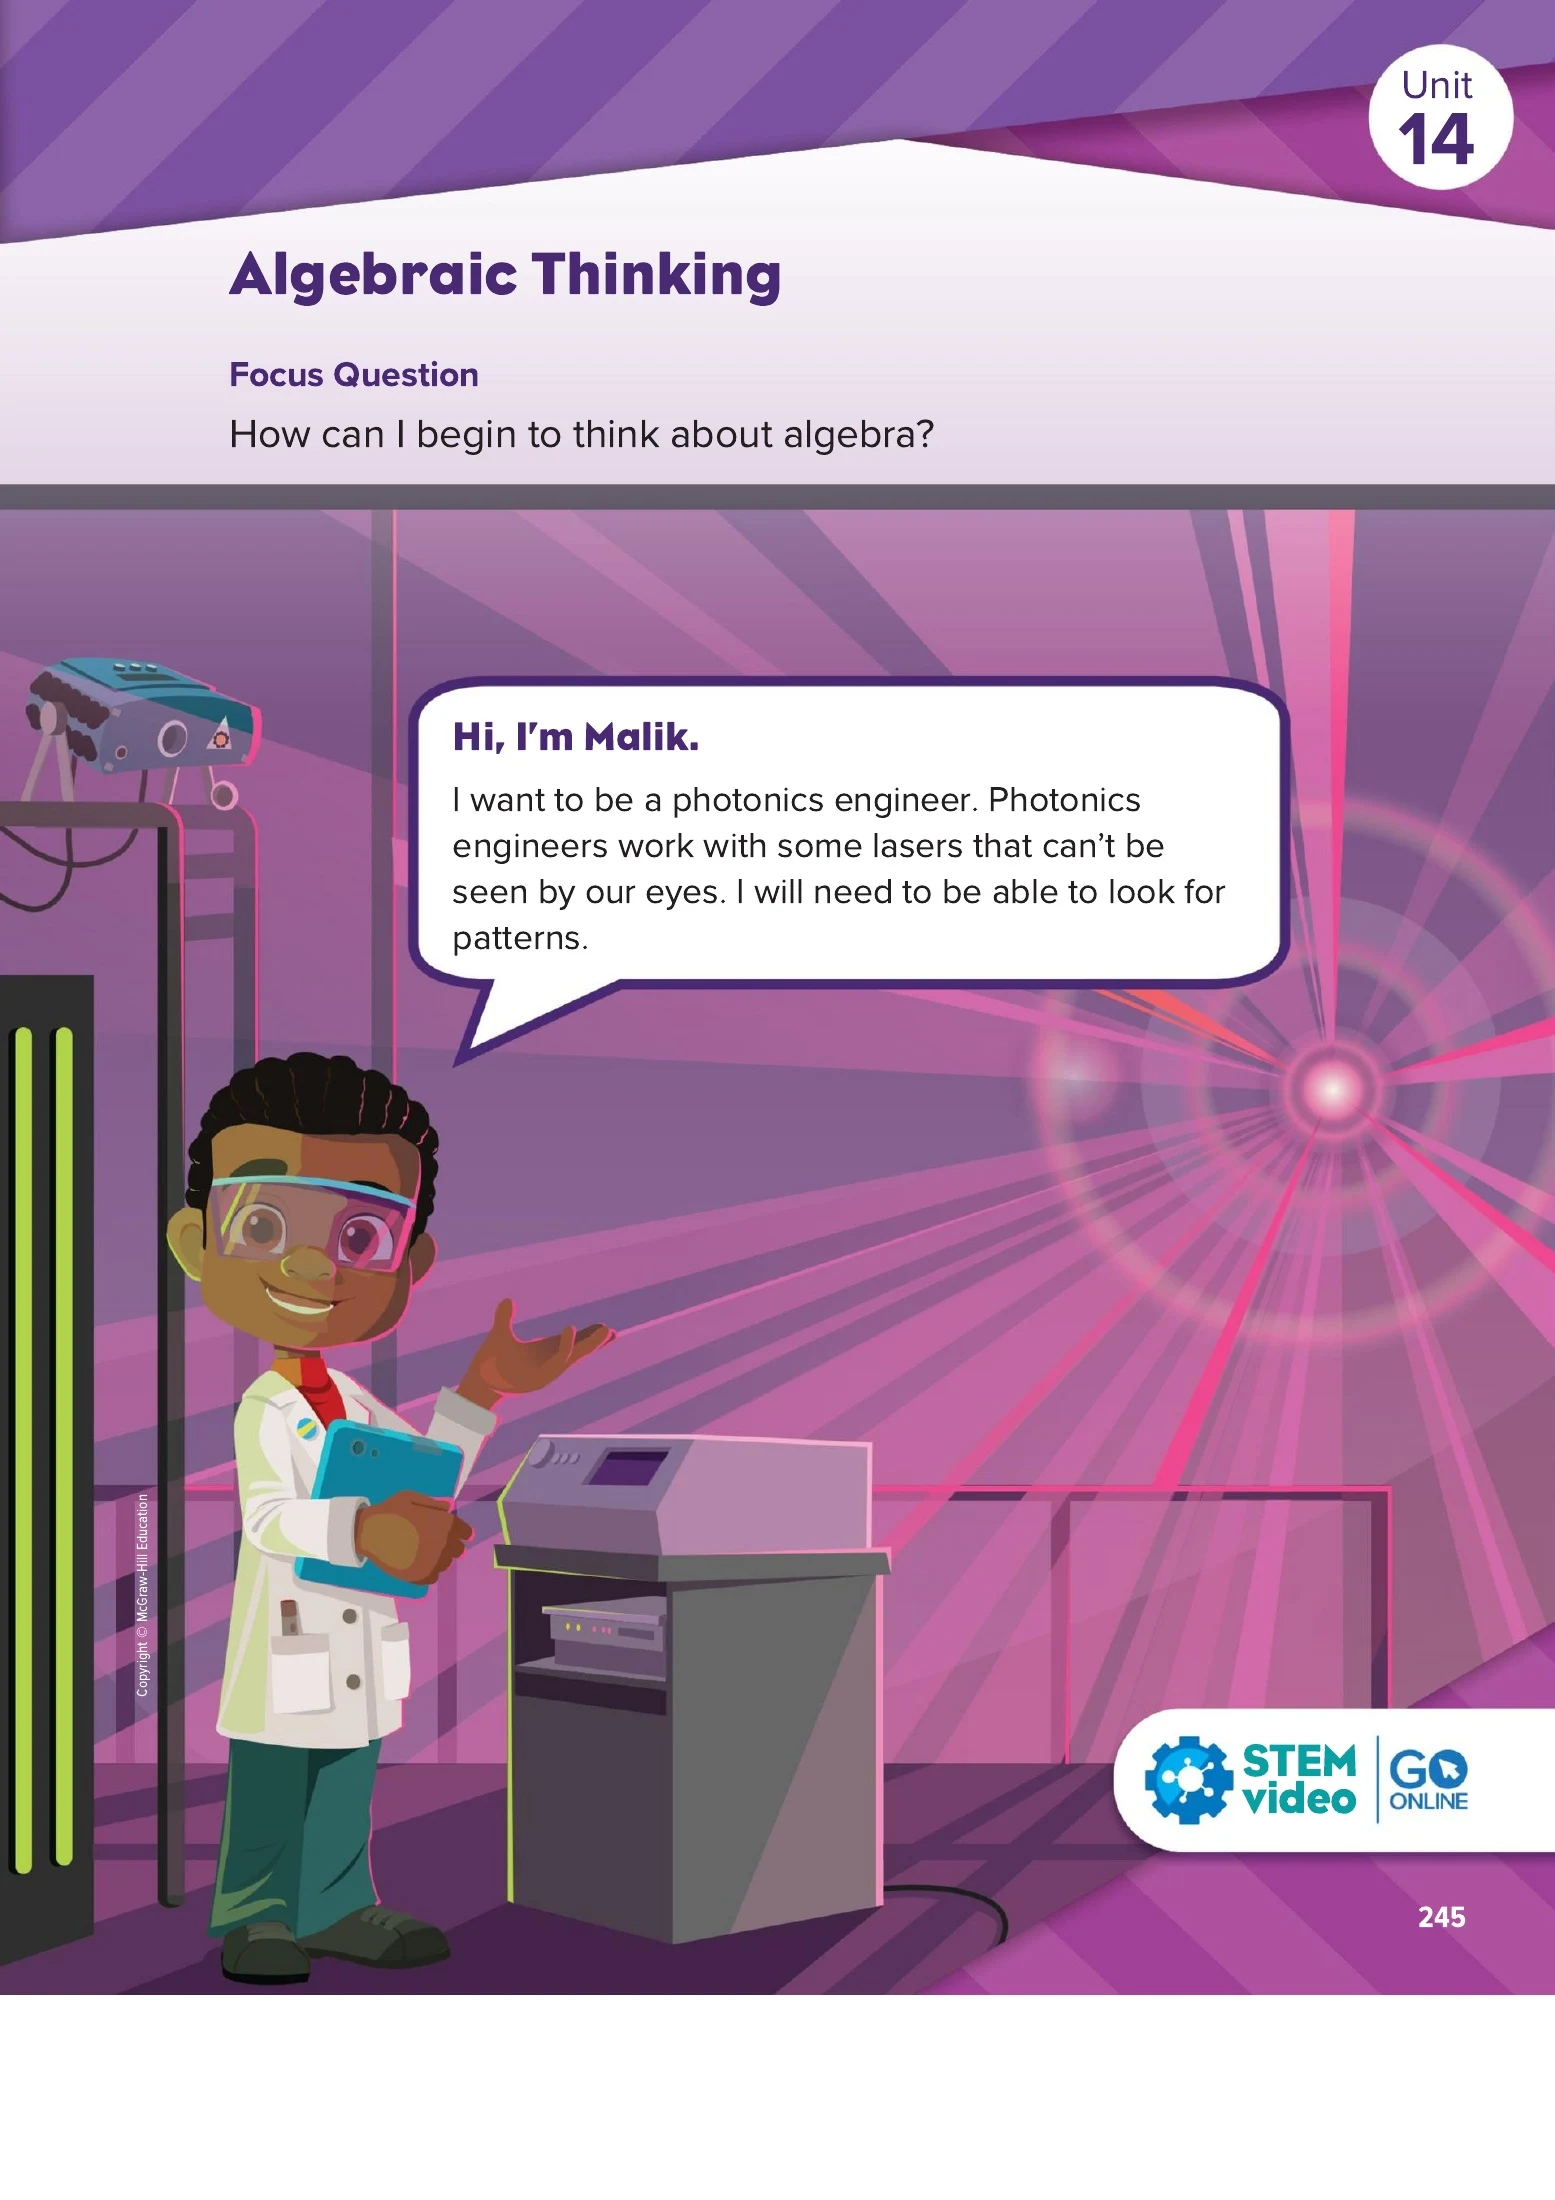 Unit
14
Algebraic Thinking
Focus Question
How can I begin to think about algebra?
Hi, I'm Malik.
I want to be a photonics engineer. Photonics
engineers work with some lasers that can’t be
seen by our eyes. I will need to be able to look for
patterns.
Copyright © McGraw-Hill Education
STEM
video
GO
ONLINE
245